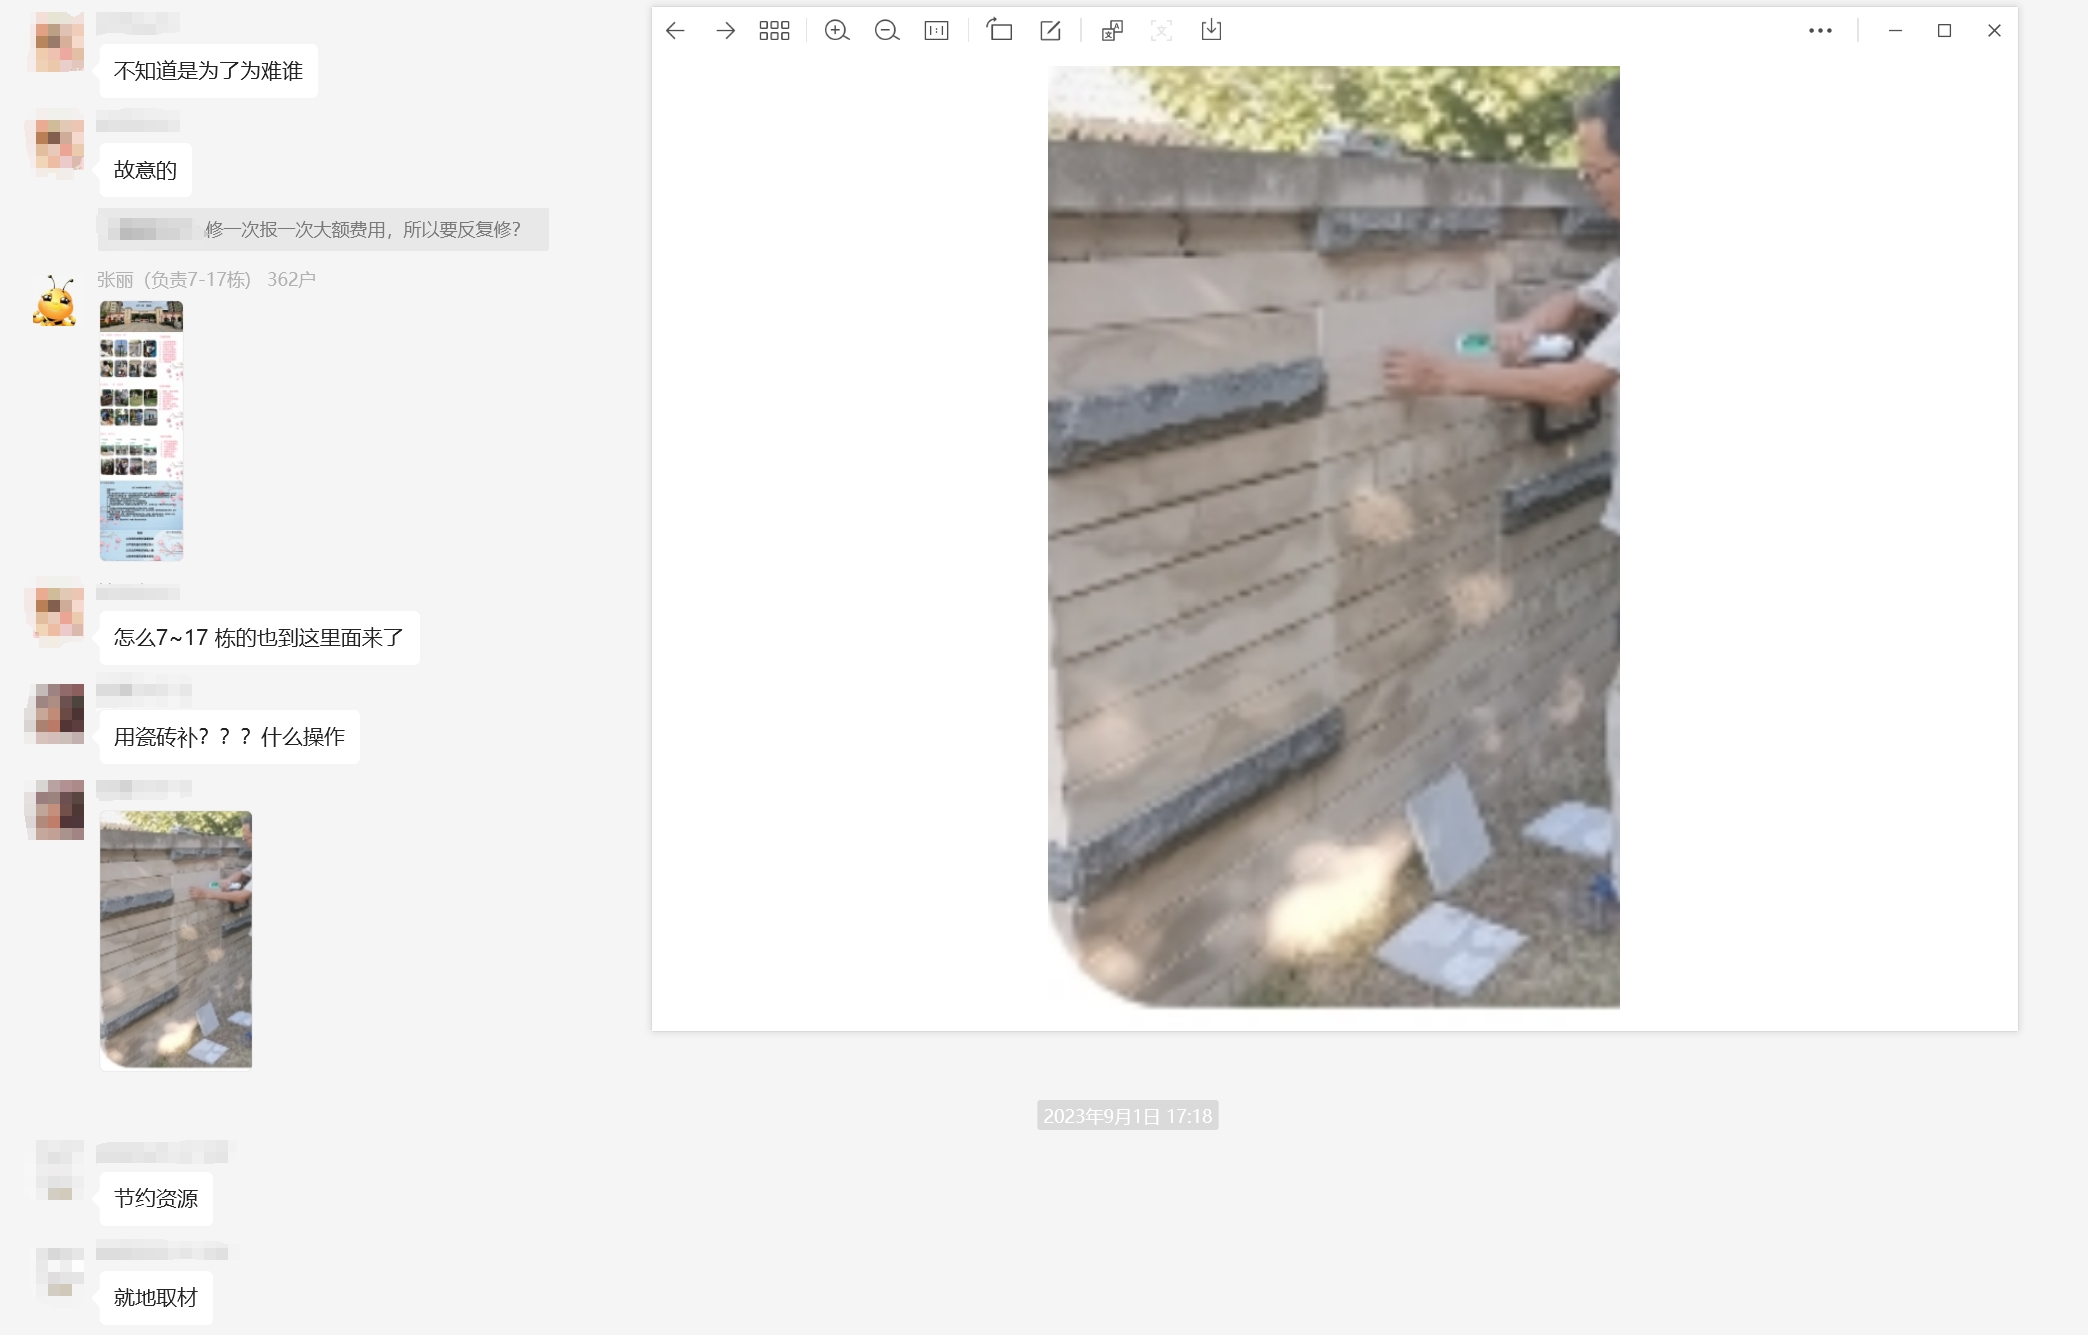 不知道是为了为难谁
故意的
修一次报一次大额费用，所以要反复修？
张丽（负责7-17栋） 362户
怎么7~17 栋的也到这里面来了
用瓷砖补？？？什么操作
2023年9月1日 17:18
节约资源
就地取材